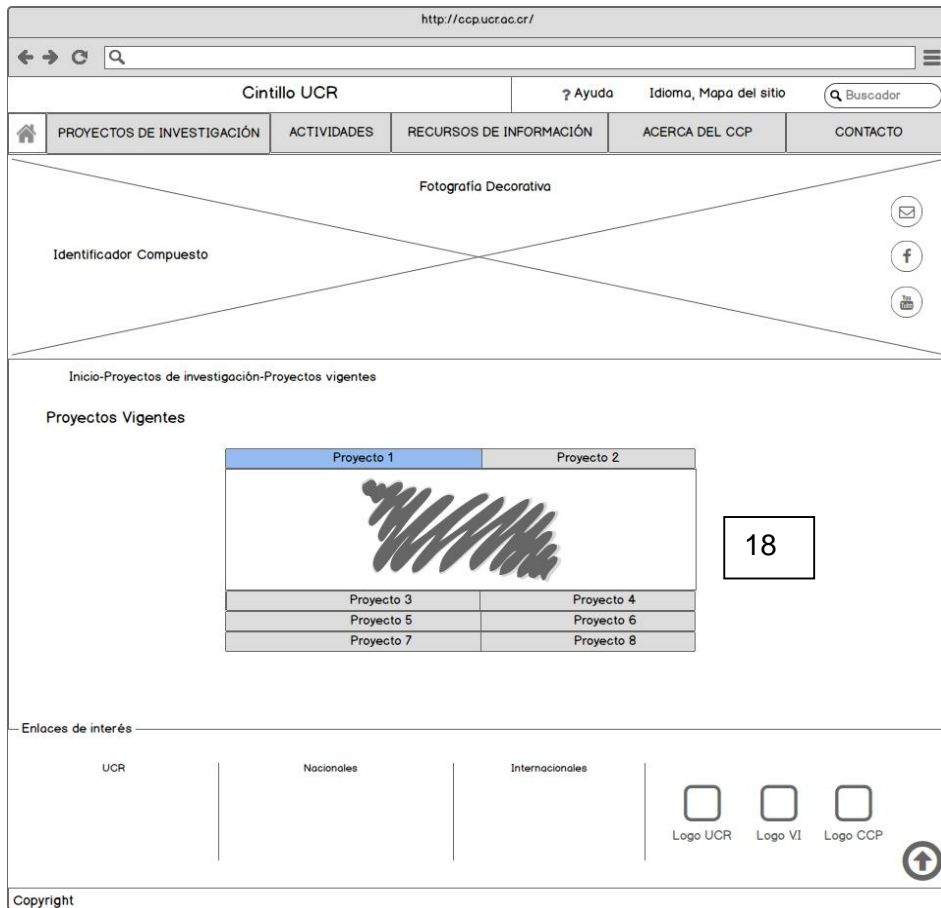 http://ccp.ucr.ac.cr/
Cintillo UCR
? Ayuda
Idioma, Mapa del sitio
Buscador
PROYECTOS DE INVESTIGACIÓN
ACTIVIDADES
RECURSOS DE INFORMACIÓN
ACERCA DEL CCP
CONTACTO
Fotografía Decorativa
Identificador Compuesto
f
You Tube
Inicio-Proyectos de investigación-Proyectos vigentes
Proyectos Vigentes
Proyecto 1
Proyecto 2
18
Proyecto 3
Proyecto 4
Proyecto 5
Proyecto 6
Proyecto 7
Proyecto 8
Enlaces de interés
UCR
Nacionales
Internacionales
Logo UCR
Logo V.I
Logo CCP
Copyright